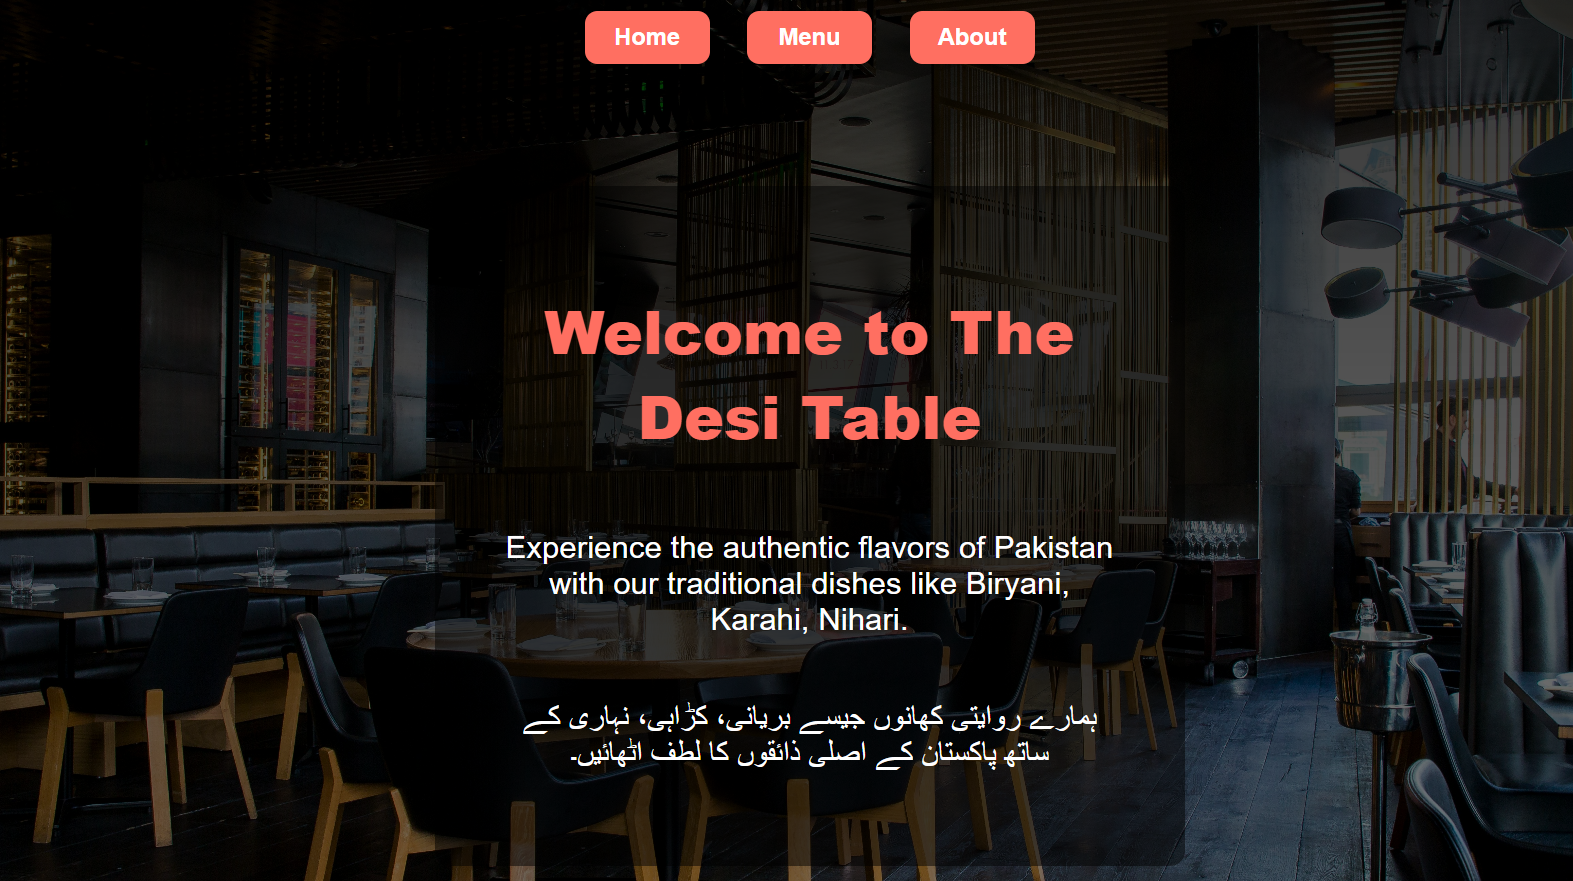 Home
Menu
About
Welcome to The
Desi Table
Experience the authentic flavors of Pakistan
with our traditional dishes like Biryani,
Karahi, Nihari.
ہمارے روایتی کھانوں جیسے بریانی، کڑاہی، نہاری کے
ساتھ پاکستان کے اصلی ذائقوں کا لطف اٹھائیں۔